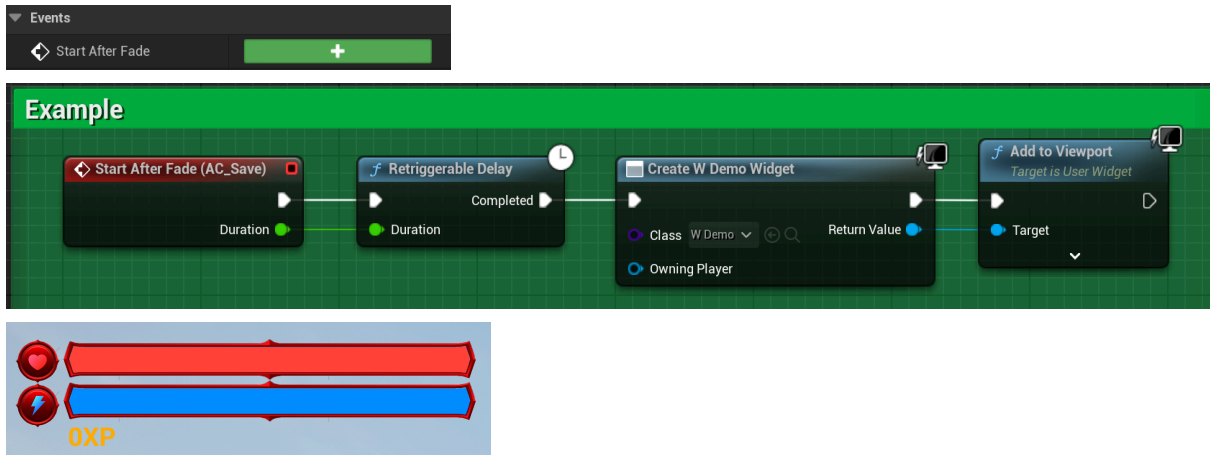 Events
Start After Fade
Example
Start After Fade (AC_Save)
Duration
Retriggerable Delay
Completed
Duration
Create W Demo Widget
Class W Demo
Return Value
Owning Player
Add to Viewport
Target is User Widget
Target
0XP